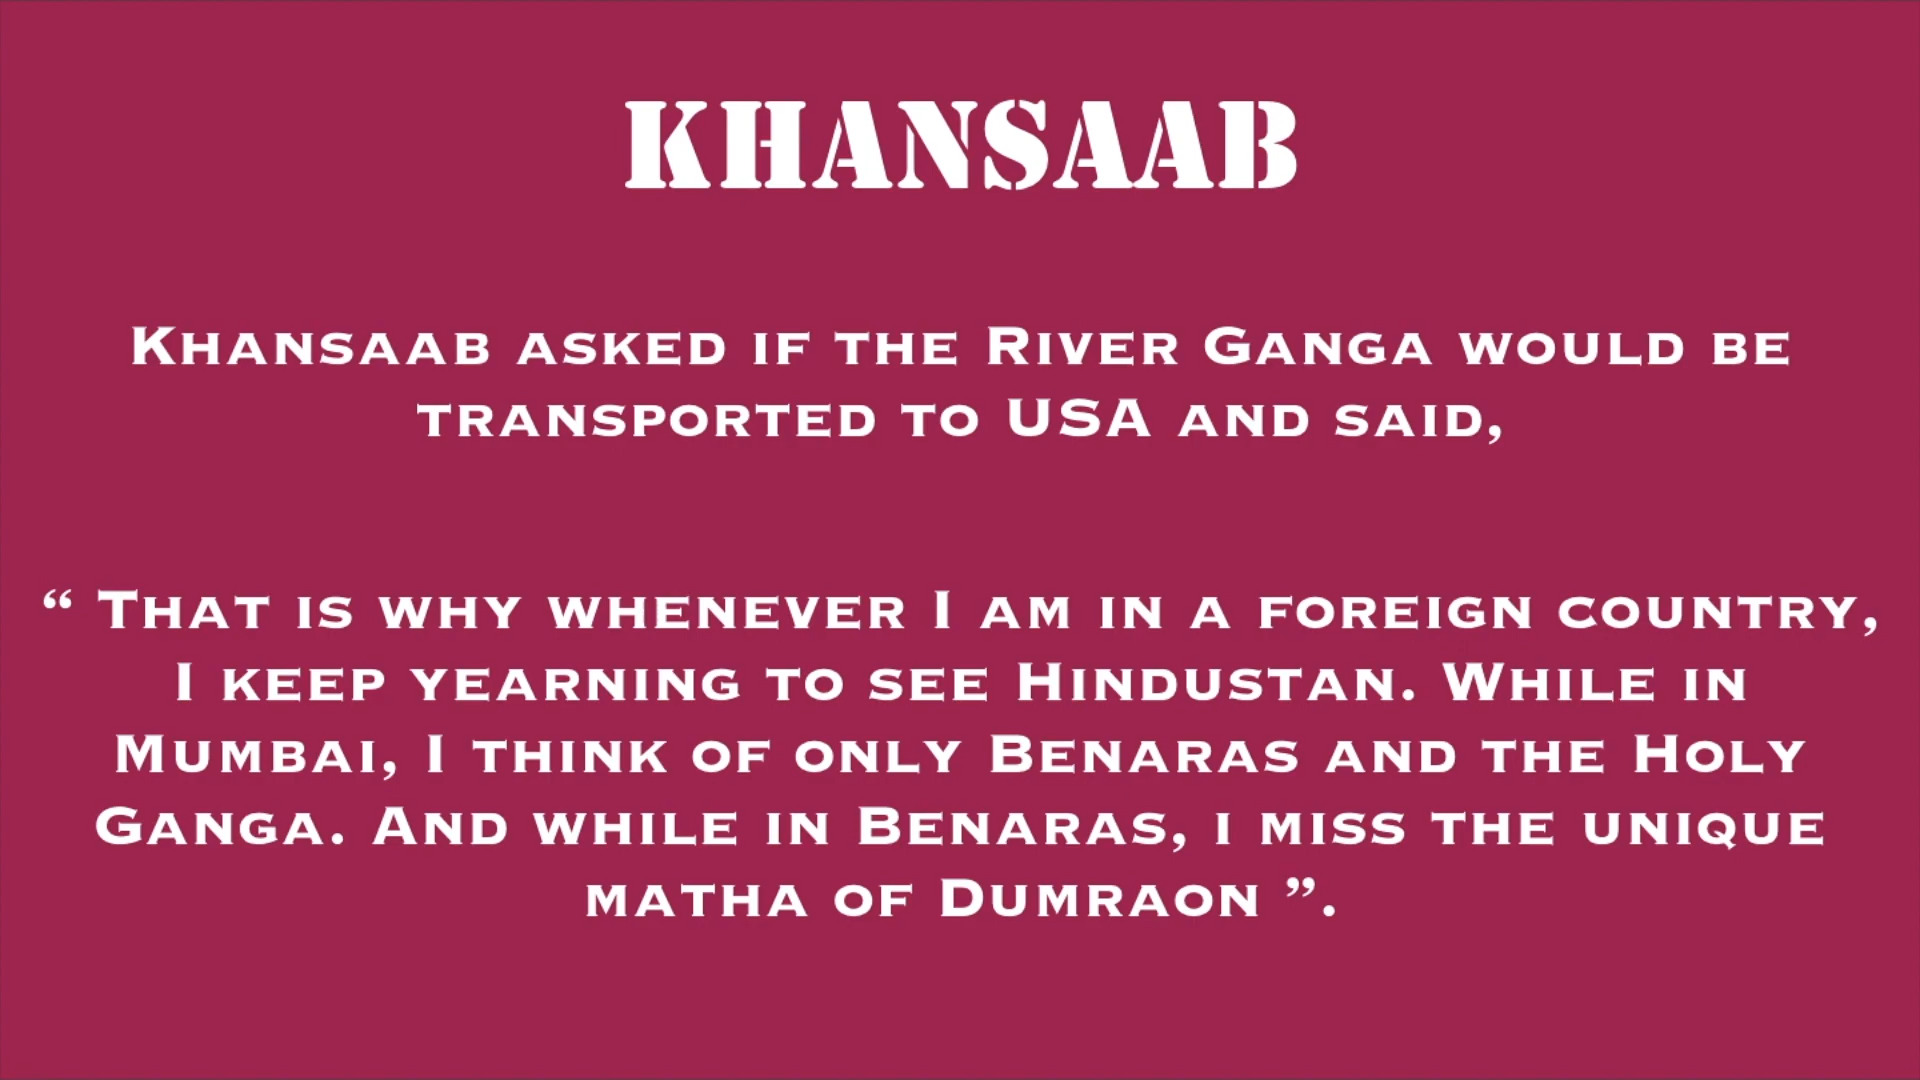 KHANSAAB
Khansaab asked if the River Ganga would be
transported to USA and said,
“ That is why whenever I am in a foreign country,
I keep yearning to see Hindustan. While in
Mumbai, I think of only Benaras and the Holy
Ganga. And while in Benaras, i miss the unique
matha of Dumraon ”.